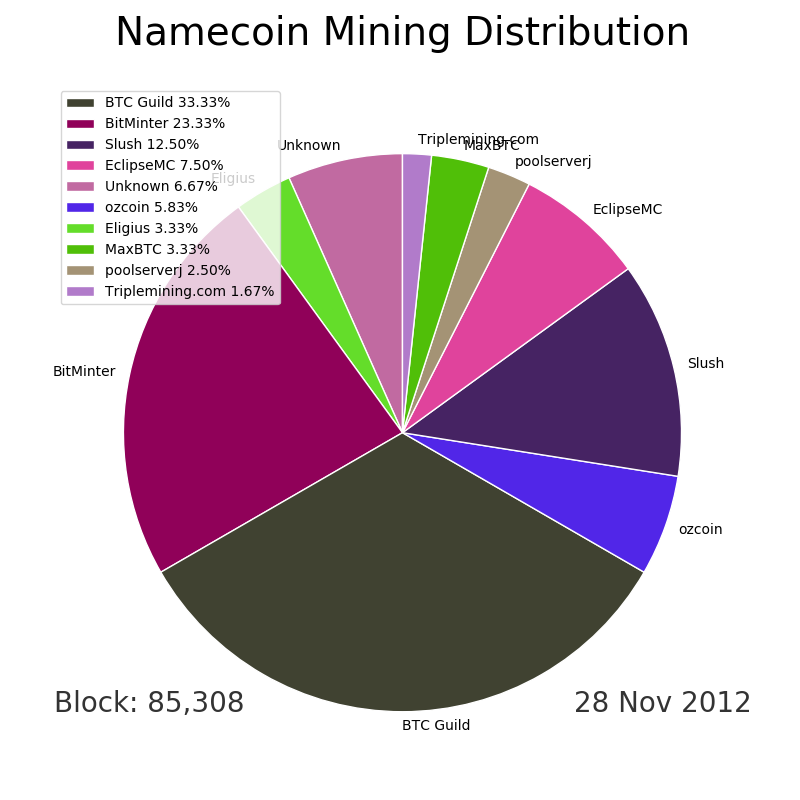 Namecoin Mining Distribution
BTC Guild 33.33%
BitMinter 23.33%
Slush 12.50%
EclipseMC 7.50%
Unknown 6.67%
ozcoin 5.83%
Eligius 3.33%
MaxBTC 3.33%
poolserverj 2.50%
Triplemining.com 1.67%
Triplemining.com
MaxBTC
Unknown
poolserverj
Eligius
EclipseMC
Slush
BitMinter
ozcoin
BTC Guild
Block: 85,308
28 Nov 2012